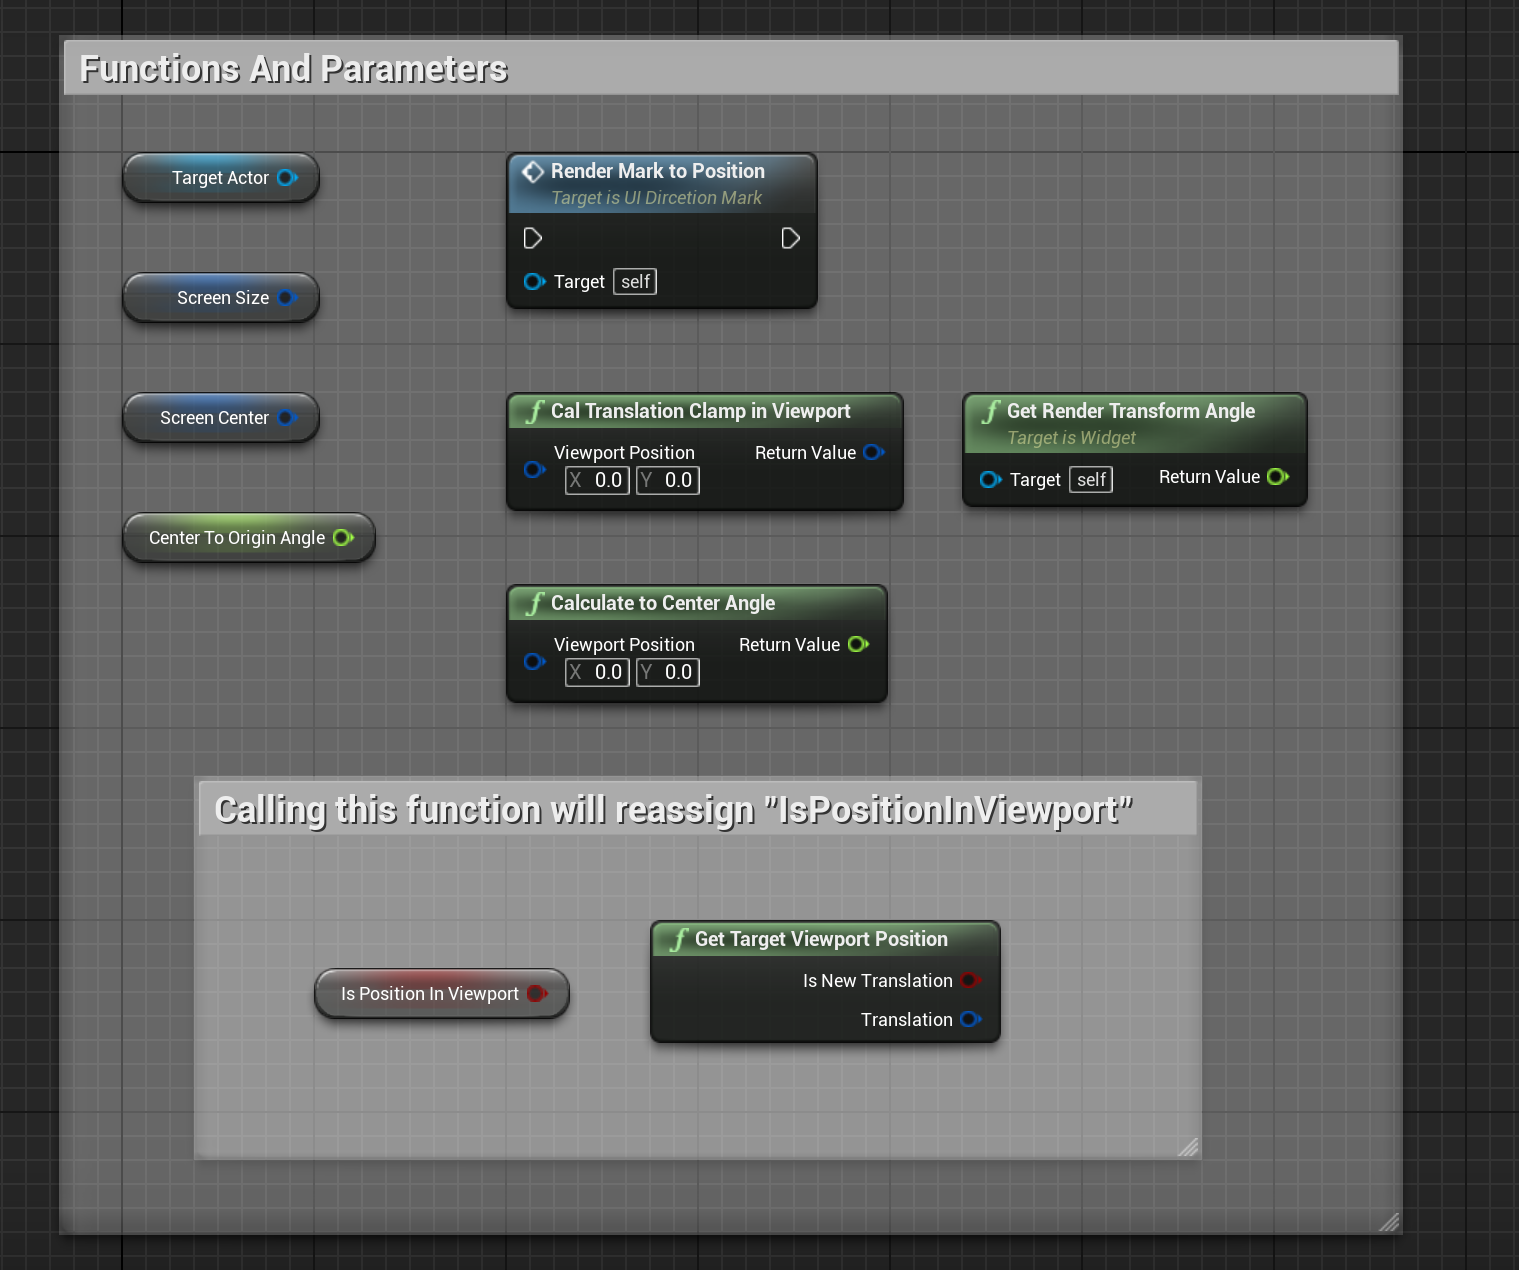 Functions And Parameters
Target Actor
Render Mark to Position
Target is UI Dircetion Mark
Target self
Screen Size
Screen Center
Cal Translation Clamp in Viewport
Viewport Position Return Value
X 0.0 Y 0.0
Get Render Transform Angle
Target is Widget
Target self Return Value
Center To Origin Angle
Calculate to Center Angle
Viewport Position Return Value
X 0.0 Y 0.0
Calling this function will reassign "IsPositionInViewport"
Is Position In Viewport
Get Target Viewport Position
Is New Translation
Translation